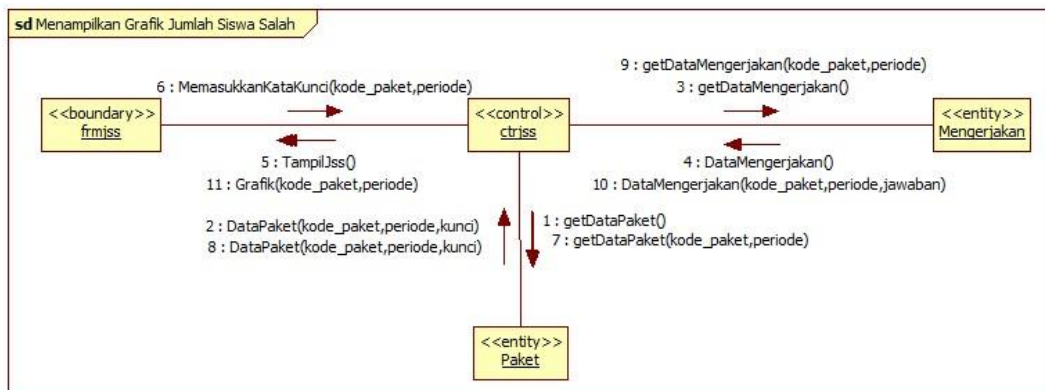 sd Menampilkan Grafik Jumlah Siswa Salah
9 : getDataMengerjakan(kode_paket,periode)
6 : MemasukkanKataKunci(kode_paket,periode)
3 : getDataMengerjakan()
<<boundary>>
frmjss
<<control>>
ctrjss
<<entity>>
Mengerjakan
5 : TampilJss()
4 : DataMengerjakan()
11 : Grafik(kode_paket,periode)
10 : DataMengerjakan(kode_paket,periode,jawaban)
2 : DataPaket(kode_paket,periode,kunci)
1 : getDataPaket()
8 : DataPaket(kode_paket,periode,kunci)
7 : getDataPaket(kode_paket,periode)
<<entity>>
Paket